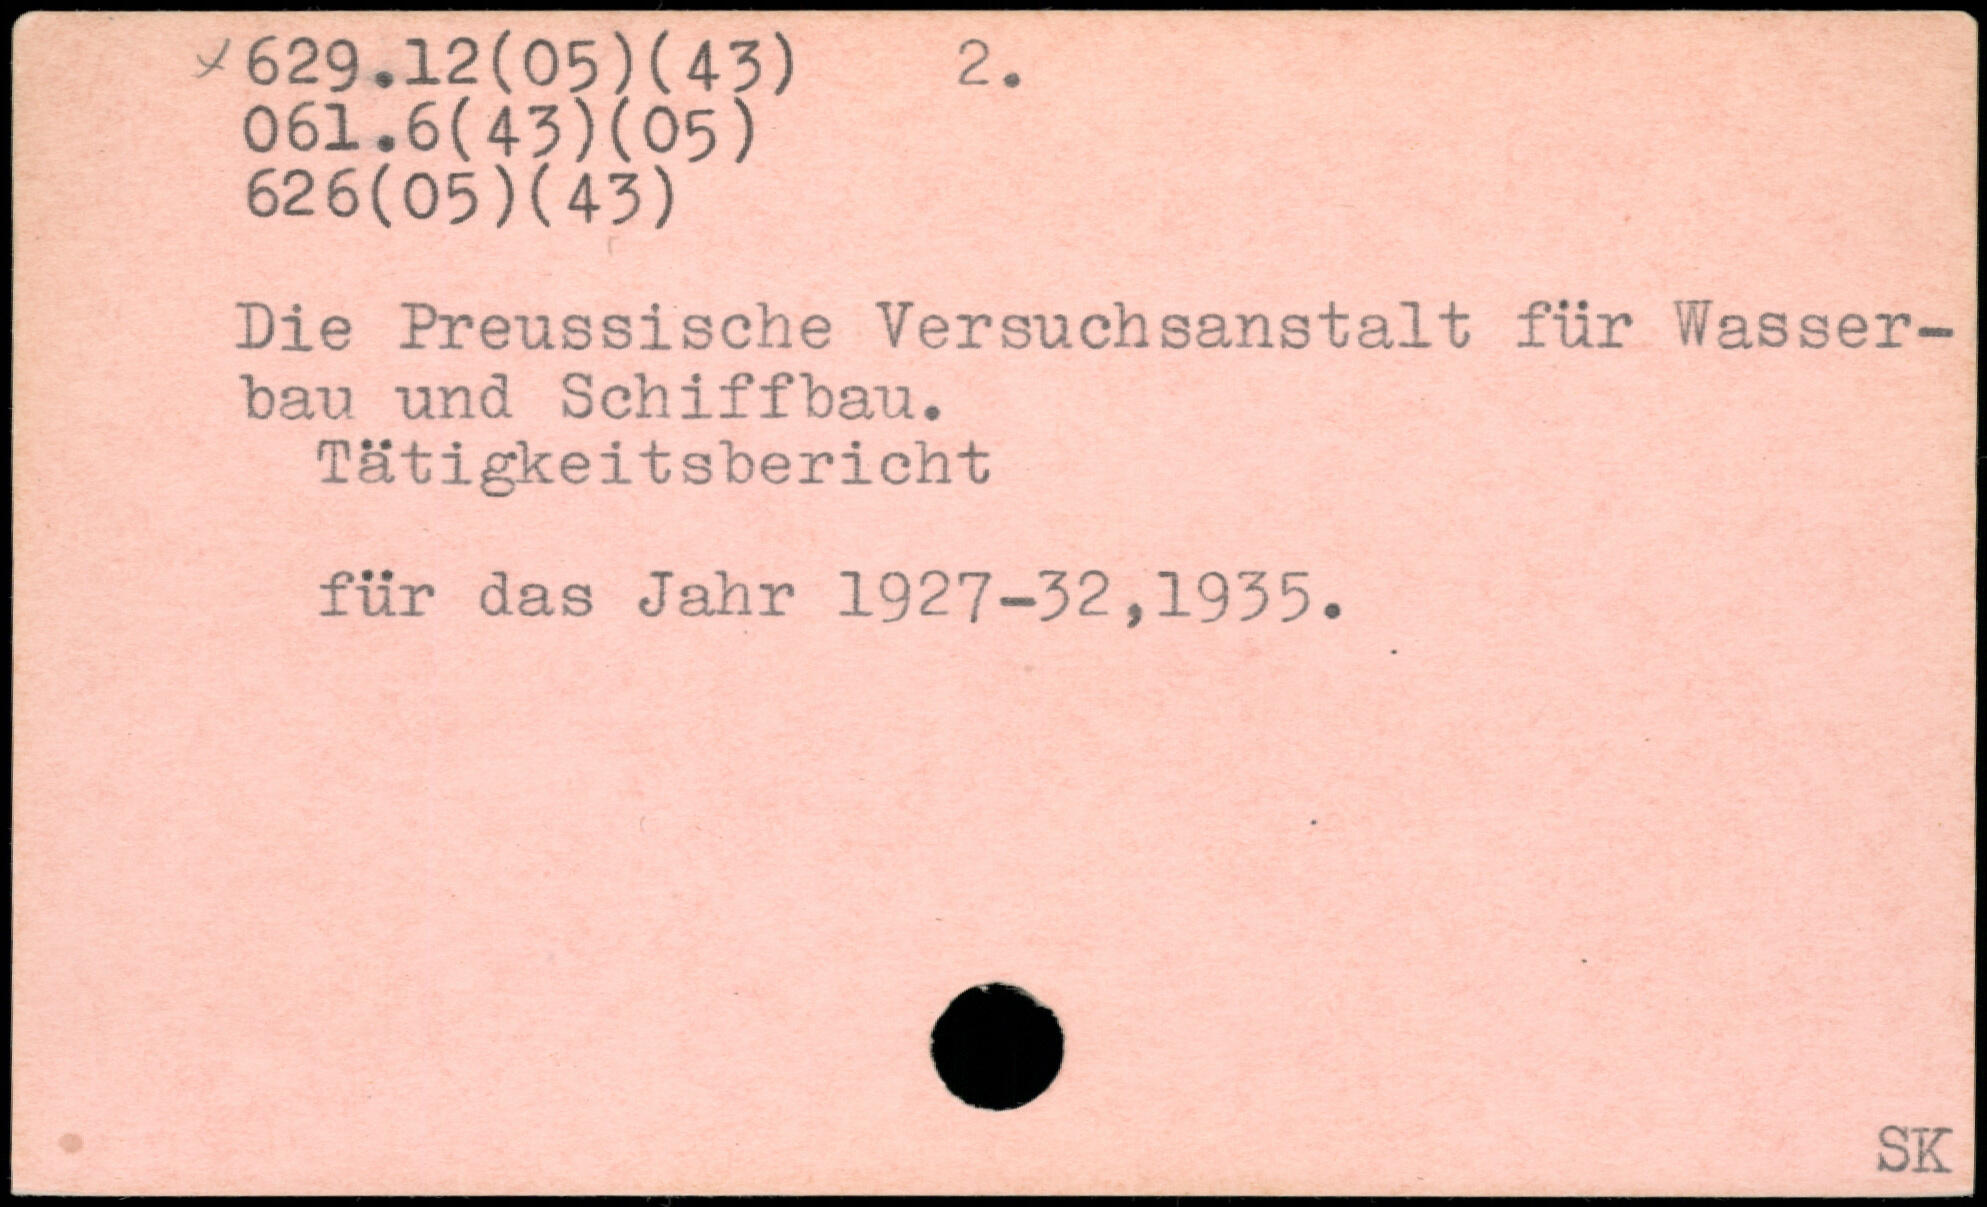 629.12(05)(43) 2.
061.6(43)(05)
626(05)(43)
Die Preussische Versuchsanstalt für Wasser-
bau und Schiffbau.
Tätigkeitsbericht
für das Jahr 1927-32,1935.
SK